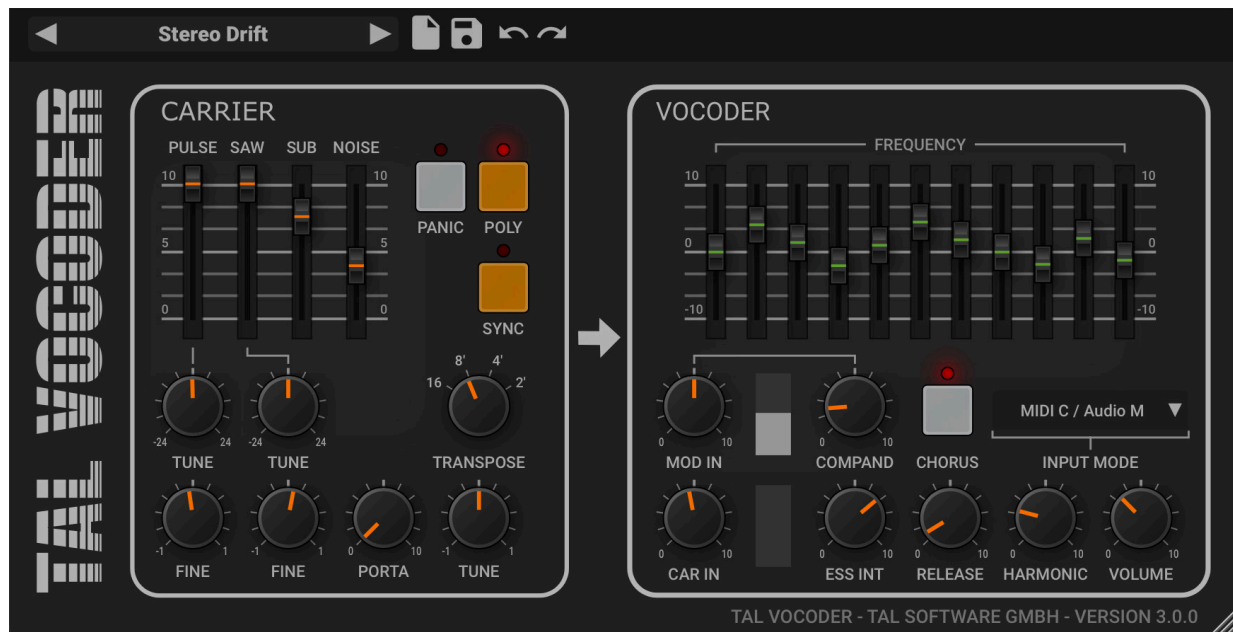 Stereo Drift
TAL VOCODER
CARRIER
PULSE SAW SUB NOISE
10 10
5 5
0 0
PANIC POLY
SYNC
16 8' 4' 2'
-24 24 -24 24
TUNE TUNE TRANSPOSE
-1 1 -1 1 0 10 -1 1
FINE FINE PORTA TUNE
VOCODER
FREQUENCY
10 10
0 0
-10 -10
MIDI C / Audio M
0 10 0 10
MOD IN COMPAND CHORUS INPUT MODE
0 10 0 10 0 10 0 10 0 10
CAR IN ESS INT RELEASE HARMONIC VOLUME
TAL VOCODER - TAL SOFTWARE GMBH - VERSION 3.0.0